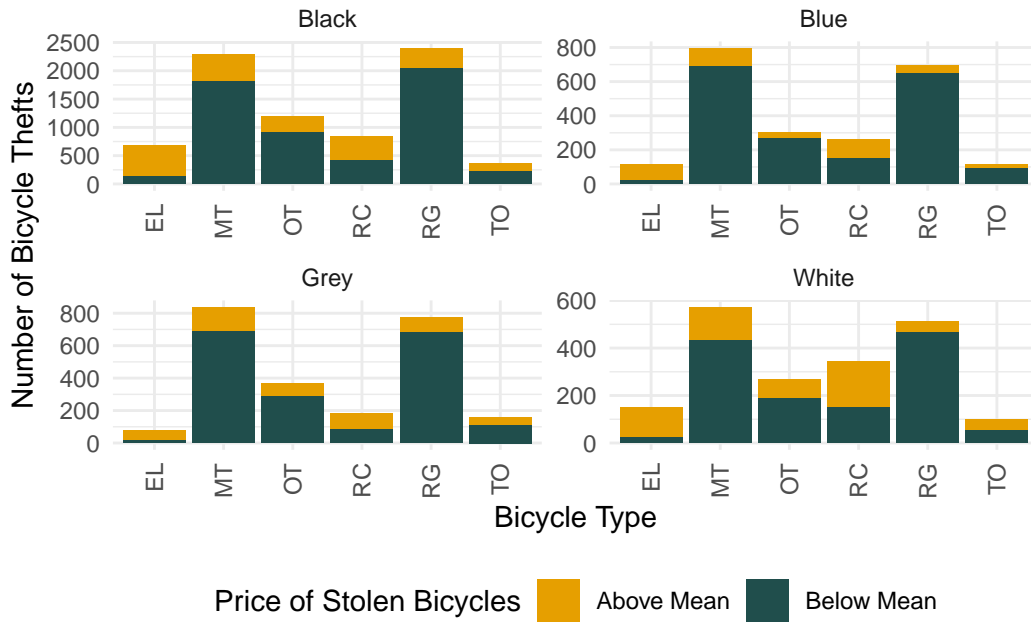 Black
Blue
Number of Bicycle Thefts
2500
2000
1500
1000
500
0
EL
MT
OT
RC
RG
TO
800
600
400
200
0
EL
MT
OT
RC
RG
TO
Grey
White
800
600
400
200
0
EL
MT
OT
RC
RG
TO
600
400
200
0
EL
MT
OT
RC
RG
TO
Bicycle Type
Price of Stolen Bicycles Above Mean Below Mean